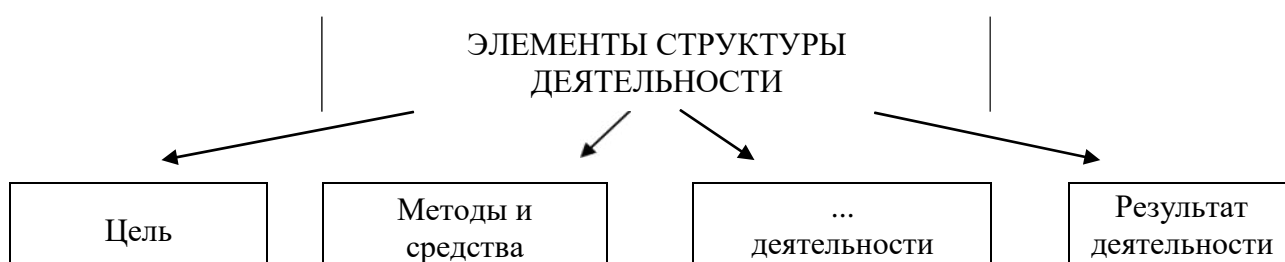 ЭЛЕМЕНТЫ СТРУКТУРЫ
ДЕЯТЕЛЬНОСТИ
Цель
Методы и
средства
...
деятельности
Результат
деятельности